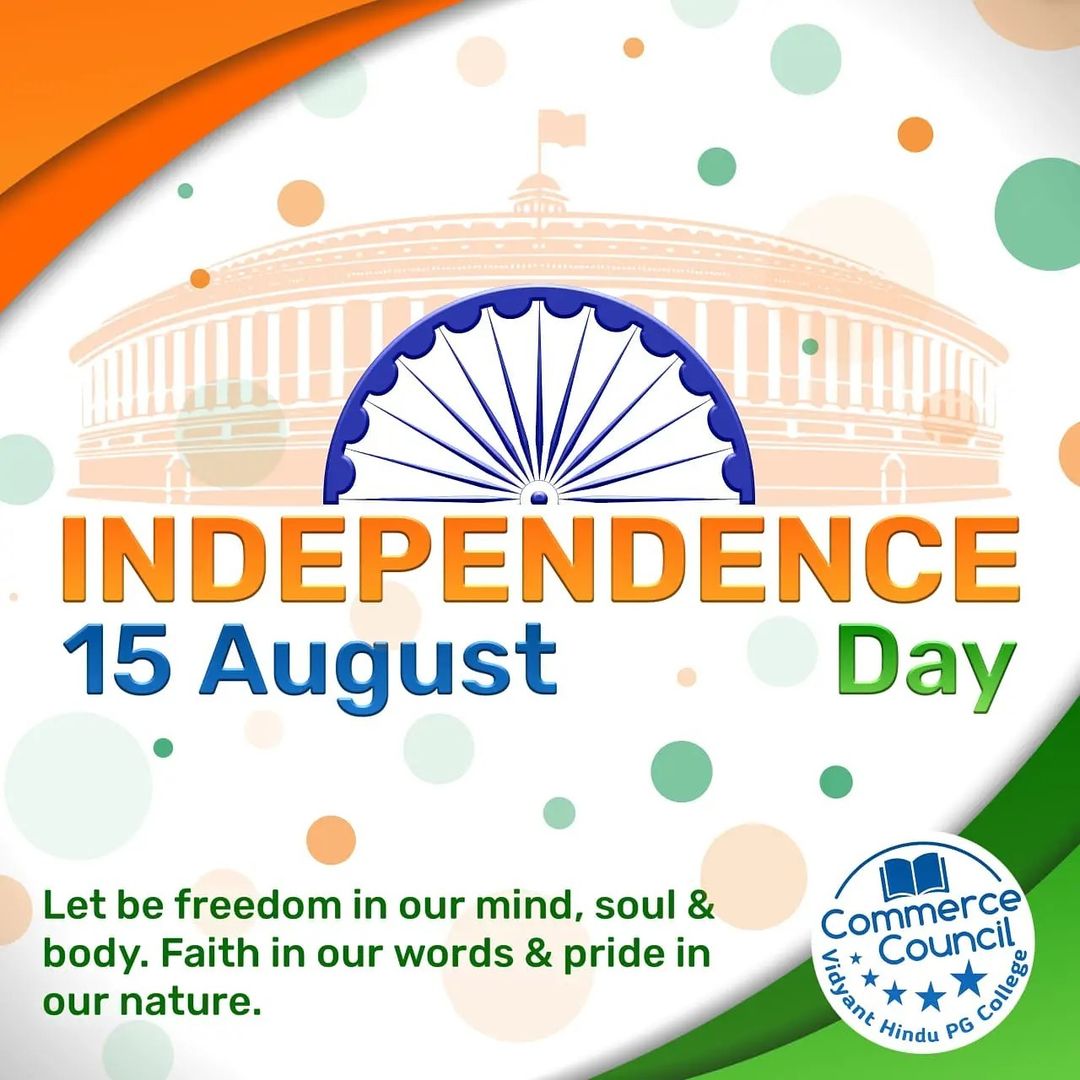 INDEPENDENCE
15 August Day
Let be freedom in our mind, soul &
body. Faith in our words & pride in
our nature.
Commerce
Council
Vidyant Hindu PG College